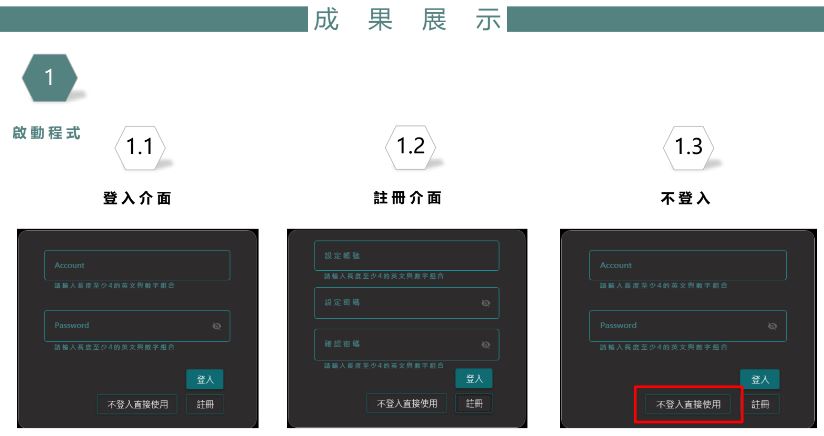 成果展示
1
啟動程式
1.1
登入介面
Account
請輸入長度至少4的英文與數字組合
Password
請輸入長度至少4的英文與數字組合
登入
不登入直接使用
註冊
1.2
註冊介面
設定帳號
請輸入長度至少4的英文與數字組合
設定密碼
確認密碼
請輸入長度至少4的英文與數字組合
登入
不登入直接使用
註冊
1.3
不登入
Account
請輸入長度至少4的英文與數字組合
Password
請輸入長度至少4的英文與數字組合
登入
不登入直接使用
註冊